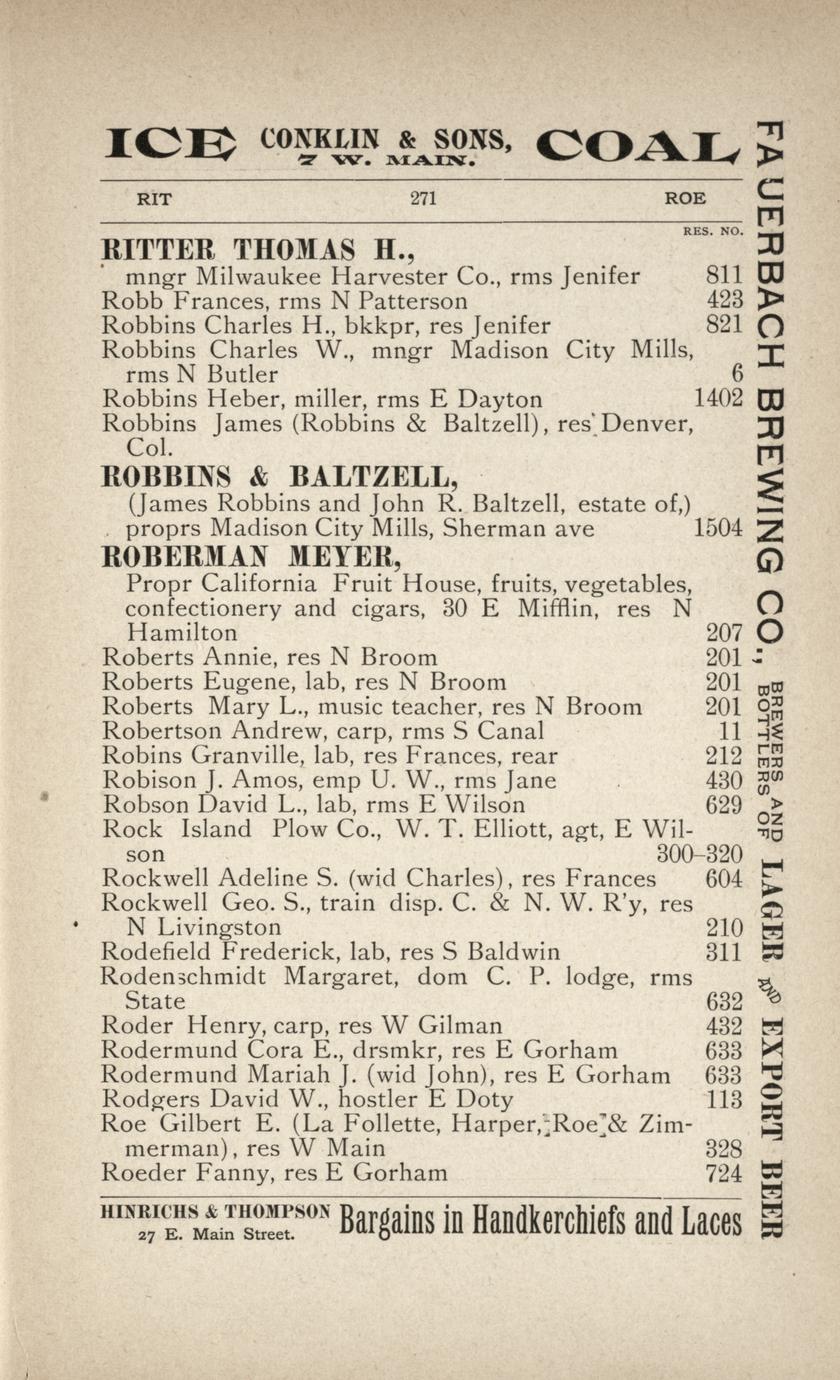 ICE CONKLIN & SONS, COAL
7 W. MAIN.
RIT 271 ROE
RES. NO.
RITTER THOMAS H.,
mngr Milwaukee Harvester Co., rms Jenifer 811
Robb Frances, rms N Patterson 423
Robbins Charles H., bkkpr, res Jenifer 821
Robbins Charles W., mngr Madison City Mills,
rms N Butler 6
Robbins Heber, miller, rms E Dayton 1402
Robbins James (Robbins & Baltzell), res Denver,
Col.
ROBBINS & BALTZELL,
(James Robbins and John R. Baltzell, estate of,)
proprs Madison City Mills, Sherman ave 1504
ROBERMAN MEYER,
Propr California Fruit House, fruits, vegetables,
confectionery and cigars, 30 E Mifflin, res N
Hamilton 207
Roberts Annie, res N Broom 201
Roberts Eugene, lab, res N Broom 201
Roberts Mary L., music teacher, res N Broom 201
Robertson Andrew, carp, rms S Canal 11
Robins Granville, lab, res Frances, rear 212
Robison J. Amos, emp U. W., rms Jane 430
Robson David L., lab, rms E Wilson 629
Rock Island Plow Co., W. T. Elliott, agt, E Wil-
son 300–320
Rockwell Adeline S. (wid Charles), res Frances 604
Rockwell Geo. S., train disp. C. & N. W. R'y, res
N Livingston 210
Rodefield Frederick, lab, res S Baldwin 311
Rodenschmidt Margaret, dom C. P. lodge, rms
State 632
Roder Henry, carp, res W Gilman 432
Rodermund Cora E., drsmkr, res E Gorham 633
Rodermund Mariah J. (wid John), res E Gorham 633
Rodgers David W., hostler E Doty 113
Roe Gilbert E. (La Follette, Harper, Roe & Zim-
merman), res W Main 328
Roeder Fanny, res E Gorham 724
HINRICHS & THOMPSON Bargains in Handkerchiefs and Laces
27 E. Main Street.
FAUERBACH BREWING CO., BREWERS AND
BOTTLERS OF LAGER AND EXPORT BEER